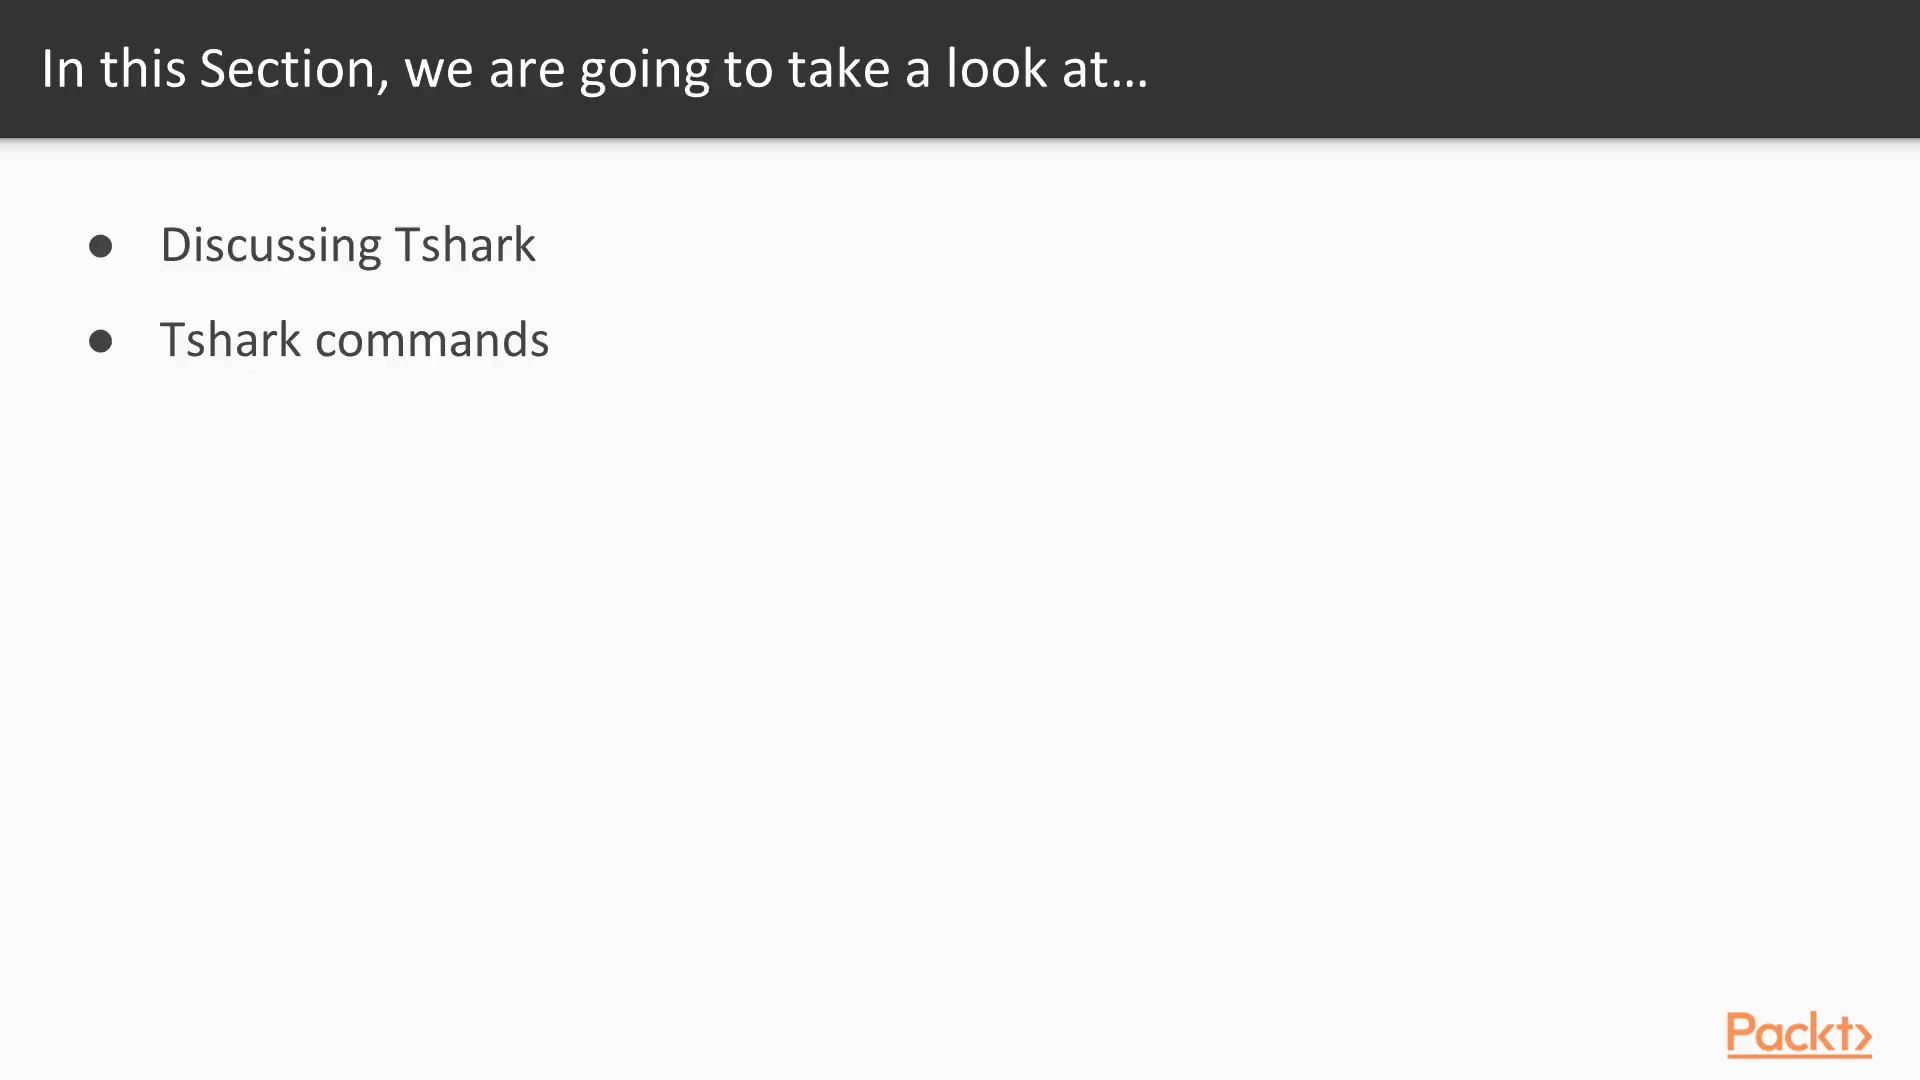 In this Section, we are going to take a look at...
● Discussing Tshark
● Tshark commands
Packt>